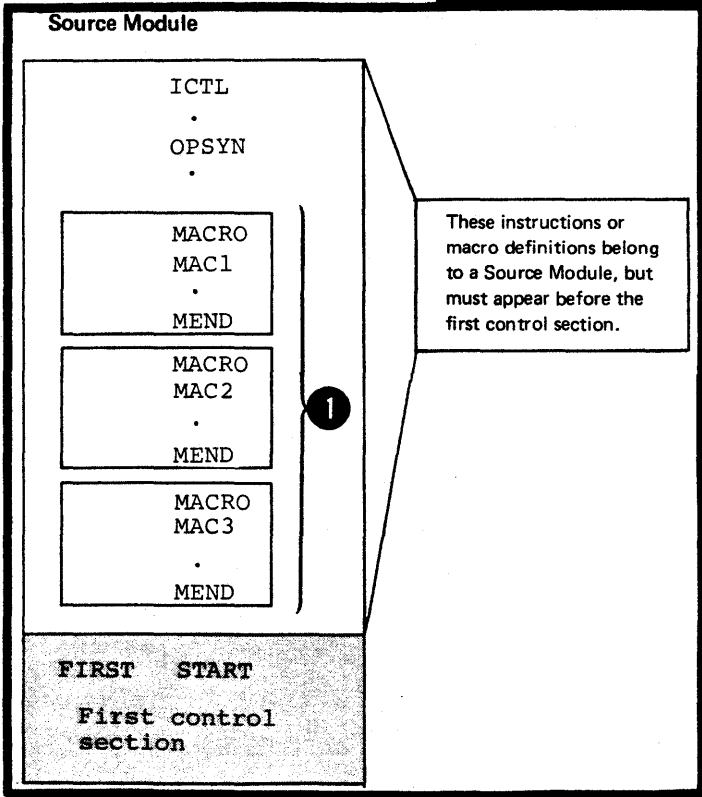 Source Module
ICTL
.
OPSYN
.
MACRO
MAC1
.
MEND
MACRO
MAC2
.
MEND
MACRO
MAC3
.
MEND
1
These instructions or
macro definitions belong
to a Source Module, but
must appear before the
first control section.
FIRST START
First control
section